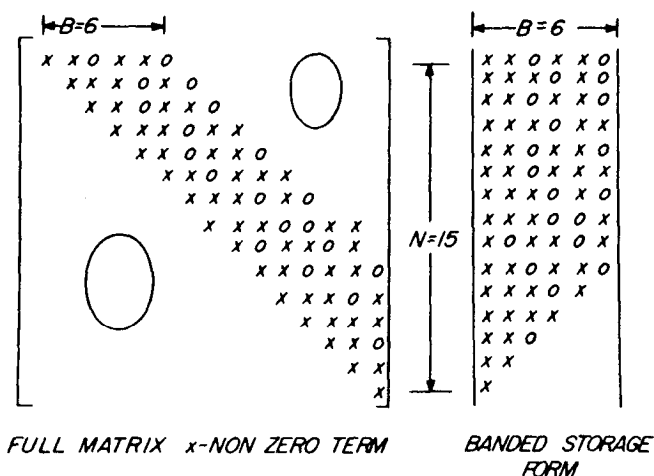 B=6
B=6
x x o x x o
x x x o x o
x x o x x o
x x x o x x
x x o x x o
x x o x x x
x x x o x o
x x x o o x
x o x x o x
x x o x x o
x x x o x
x x x x
x x o
x x
x
N=15
x x o x x o
x x x o x o
x x o x x o
x x x o x x
x x o x x o
x x o x x x
x x x o x o
x x x o o x
x o x x o x
x x o x x o
x x x o x
x x x x
x x o
x x
x
FULL MATRIX x-NON ZERO TERM
BANDED STORAGE
FORM